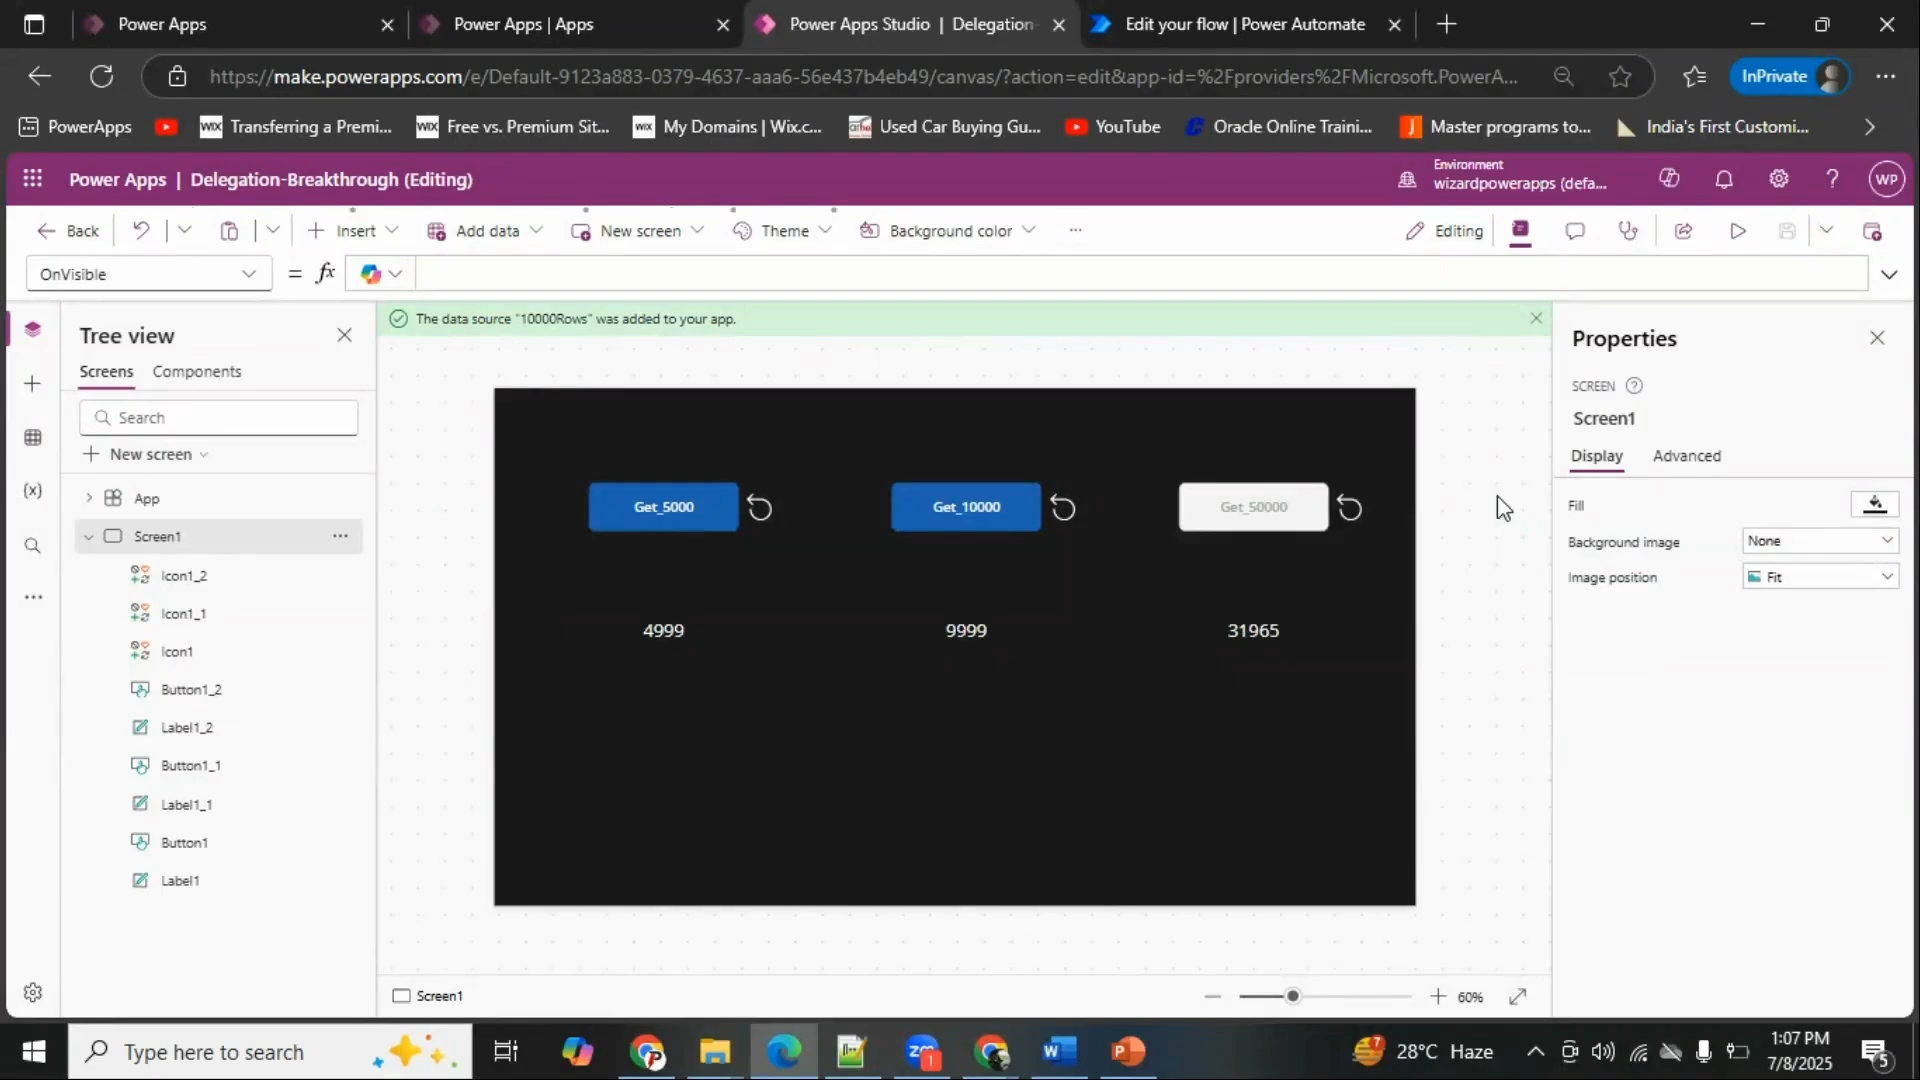 Power Apps
Power Apps | Apps
Power Apps Studio | Delegation-
Edit your flow | Power Automate
https://make.powerapps.com/e/Default-9123a883-0379-4637-aaa6-56e437b4eb49/canvas/?action=edit&app-id=%2Fproviders%2FMicrosoft.PowerA...
InPrivate
PowerApps
WIX Transferring a Premi...
WIX Free vs. Premium Sit...
WIX My Domains | Wix.c...
Used Car Buying Gu...
YouTube
Oracle Online Traini...
Master programs to...
India's First Customi...
Power Apps | Delegation-Breakthrough (Editing)
Environment
wizardpowerapps (defa...
WP
Back
Insert
Add data
New screen
Theme
Background color
Editing
OnVisible
= fx
The data source "10000Rows" was added to your app.
Tree view
Screens
Components
Search
New screen
App
Screen1
Icon1_2
Icon1_1
Icon1
Button1_2
Label1_2
Button1_1
Label1_1
Button1
Label1
Get_5000
Get_10000
Get_50000
4999
9999
31965
Properties
SCREEN
Screen1
Display
Advanced
Fill
Background image
None
Image position
Fit
Screen1
60%
Type here to search
28°C Haze
1:07 PM
7/8/2025
5